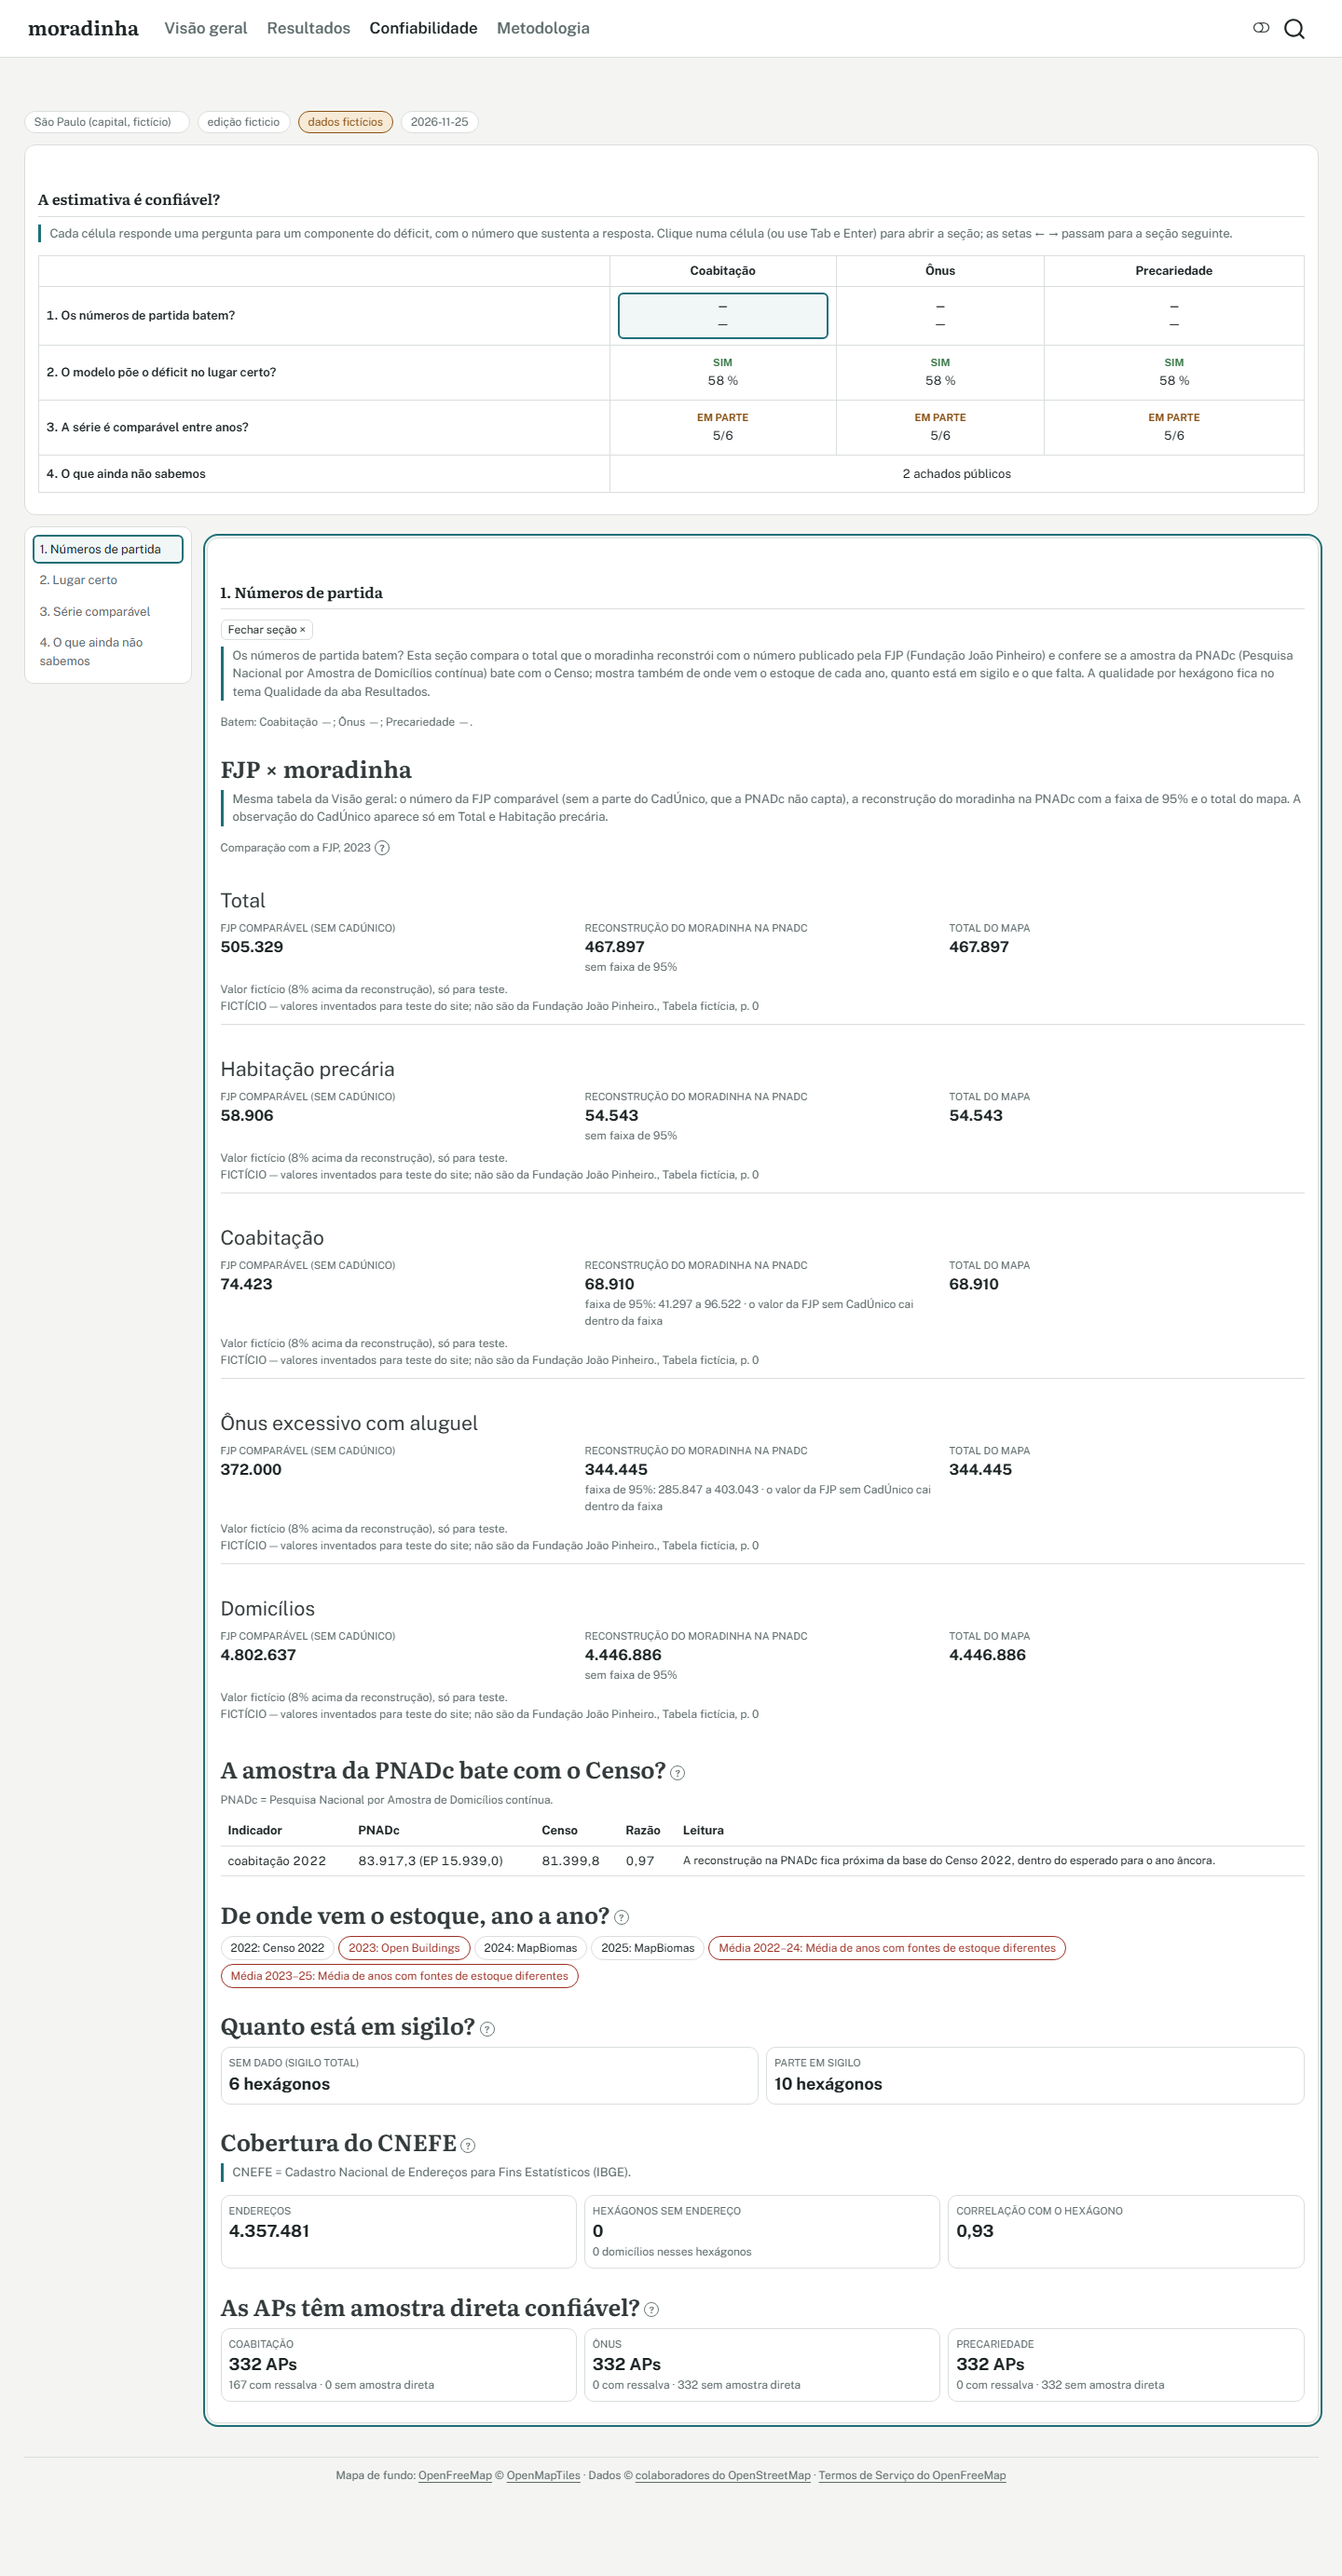 moradinha Visão geral Resultados Confiabilidade Metodologia
São Paulo (capital, fictício) edição ficticio dados fictícios 2026-11-25
A estimativa é confiável?
Cada célula responde uma pergunta para um componente do déficit, com o número que sustenta a resposta. Clique numa célula (ou use Tab e Enter) para abrir a seção; as setas ← → passam para a seção seguinte.
Coabitação Ônus Precariedade
1. Os números de partida batem? — — —
— — —
SIM SIM SIM
2. O modelo põe o déficit no lugar certo?
58 % 58 % 58 %
EM PARTE EM PARTE EM PARTE
3. A série é comparável entre anos?
5/6 5/6 5/6
4. O que ainda não sabemos 2 achados públicos
1. Números de partida
2. Lugar certo
3. Série comparável
4. O que ainda não
sabemos
1. Números de partida
Fechar seção ×
Os números de partida batem? Esta seção compara o total que o moradinha reconstrói com o número publicado pela FJP (Fundação João Pinheiro) e confere se a amostra da PNADc (Pesquisa
Nacional por Amostra de Domicílios contínua) bate com o Censo; mostra também de onde vem o estoque de cada ano, quanto está em sigilo e o que falta. A qualidade por hexágono fica no
tema Qualidade da aba Resultados.
Batem: Coabitação —; Ônus —; Precariedade —.
FJP × moradinha
Mesma tabela da Visão geral: o número da FJP comparável (sem a parte do CadÚnico, que a PNADc não capta), a reconstrução do moradinha na PNADc com a faixa de 95% e o total do mapa. A
observação do CadÚnico aparece só em Total e Habitação precária.
Comparação com a FJP, 2023 ?
Total
FJP COMPARÁVEL (SEM CADÚNICO) RECONSTRUÇÃO DO MORADINHA NA PNADC TOTAL DO MAPA
505.329 467.897 467.897
sem faixa de 95%
Valor fictício (8% acima da reconstrução), só para teste.
FICTÍCIO — valores inventados para teste do site; não são da Fundação João Pinheiro., Tabela fictícia, p. 0
Habitação precária
FJP COMPARÁVEL (SEM CADÚNICO) RECONSTRUÇÃO DO MORADINHA NA PNADC TOTAL DO MAPA
58.906 54.543 54.543
sem faixa de 95%
Valor fictício (8% acima da reconstrução), só para teste.
FICTÍCIO — valores inventados para teste do site; não são da Fundação João Pinheiro., Tabela fictícia, p. 0
Coabitação
FJP COMPARÁVEL (SEM CADÚNICO) RECONSTRUÇÃO DO MORADINHA NA PNADC TOTAL DO MAPA
74.423 68.910 68.910
faixa de 95%: 41.297 a 96.522 · o valor da FJP sem CadÚnico cai
dentro da faixa
Valor fictício (8% acima da reconstrução), só para teste.
FICTÍCIO — valores inventados para teste do site; não são da Fundação João Pinheiro., Tabela fictícia, p. 0
Ônus excessivo com aluguel
FJP COMPARÁVEL (SEM CADÚNICO) RECONSTRUÇÃO DO MORADINHA NA PNADC TOTAL DO MAPA
372.000 344.445 344.445
faixa de 95%: 285.847 a 403.043 · o valor da FJP sem CadÚnico cai
dentro da faixa
Valor fictício (8% acima da reconstrução), só para teste.
FICTÍCIO — valores inventados para teste do site; não são da Fundação João Pinheiro., Tabela fictícia, p. 0
Domicílios
FJP COMPARÁVEL (SEM CADÚNICO) RECONSTRUÇÃO DO MORADINHA NA PNADC TOTAL DO MAPA
4.802.637 4.446.886 4.446.886
sem faixa de 95%
Valor fictício (8% acima da reconstrução), só para teste.
FICTÍCIO — valores inventados para teste do site; não são da Fundação João Pinheiro., Tabela fictícia, p. 0
A amostra da PNADc bate com o Censo? ?
PNADc = Pesquisa Nacional por Amostra de Domicílios contínua.
Indicador PNADc Censo Razão Leitura
coabitação 2022 83.917,3 (EP 15.939,0) 81.399,8 0,97 A reconstrução na PNADc fica próxima da base do Censo 2022, dentro do esperado para o ano âncora.
De onde vem o estoque, ano a ano? ?
2022: Censo 2022 2023: Open Buildings 2024: MapBiomas 2025: MapBiomas Média 2022–24: Média de anos com fontes de estoque diferentes
Média 2023–25: Média de anos com fontes de estoque diferentes
Quanto está em sigilo? ?
SEM DADO (SIGILO TOTAL) PARTE EM SIGILO
6 hexágonos 10 hexágonos
Cobertura do CNEFE ?
CNEFE = Cadastro Nacional de Endereços para Fins Estatísticos (IBGE).
ENDEREÇOS HEXÁGONOS SEM ENDEREÇO CORRELAÇÃO COM O HEXÁGONO
4.357.481 0 0,93
0 domicílios nesses hexágonos
As APs têm amostra direta confiável? ?
COABITAÇÃO ÔNUS PRECARIEDADE
332 APs 332 APs 332 APs
167 com ressalva · 0 sem amostra direta 0 com ressalva · 332 sem amostra direta 0 com ressalva · 332 sem amostra direta
Mapa de fundo: OpenFreeMap © OpenMapTiles · Dados © colaboradores do OpenStreetMap · Termos de Serviço do OpenFreeMap